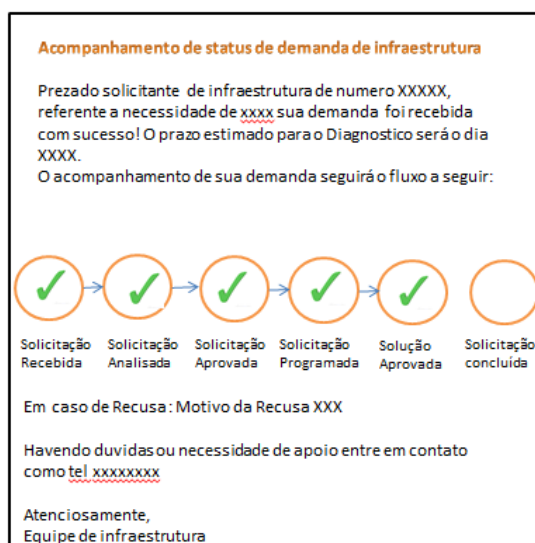 Acompanhamento de status de demanda de infraestrutura
Prezado solicitante de infraestrutura de numero XXXXX,
referente a necessidade de xxxx sua demanda foi recebida
com sucesso! O prazo estimado para o Diagnostico será o dia
XXXX.
O acompanhamento de sua demanda seguirá o fluxo a seguir:
Solicitação Recebida
Solicitação Analisada
Solicitação Aprovada
Solicitação Programada
Solução Aprovada
Solicitação concluída
Em caso de Recusa: Motivo da Recusa XXX
Havendo duvidas ou necessidade de apoio entre em contato
como tel xxxxxxxx
Atenciosamente,
Equipe de infraestrutura